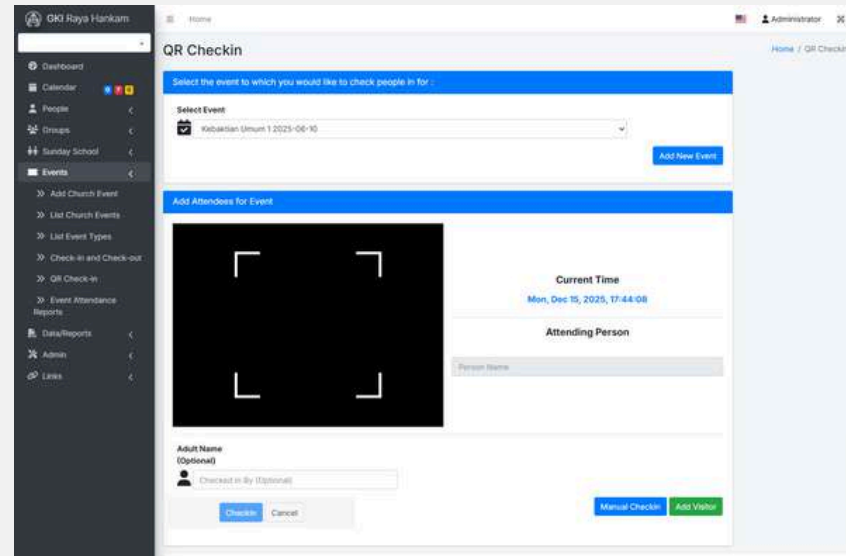 GKI Raya Hankam
Home
Administrator
QR Checkin
Home / QR Checkin
Dashboard
Calendar
People
Groups
Sunday School
Events
Add Church Event
List Church Events
List Event Types
Check-in and Check-out
QR Check-in
Event Attendance
Reports
Data/Reports
Admin
Links
Select the event to which you would like to check people in for :
Select Event
Kebaktian Umum 1 2025-06-10
Add New Event
Add Attendees for Event
Current Time
Mon, Dec 15, 2025, 17:44:08
Attending Person
Person Name
Adult Name
(Optional)
Checked in By (Optional)
Checkin
Cancel
Manual Checkin
Add Visitor